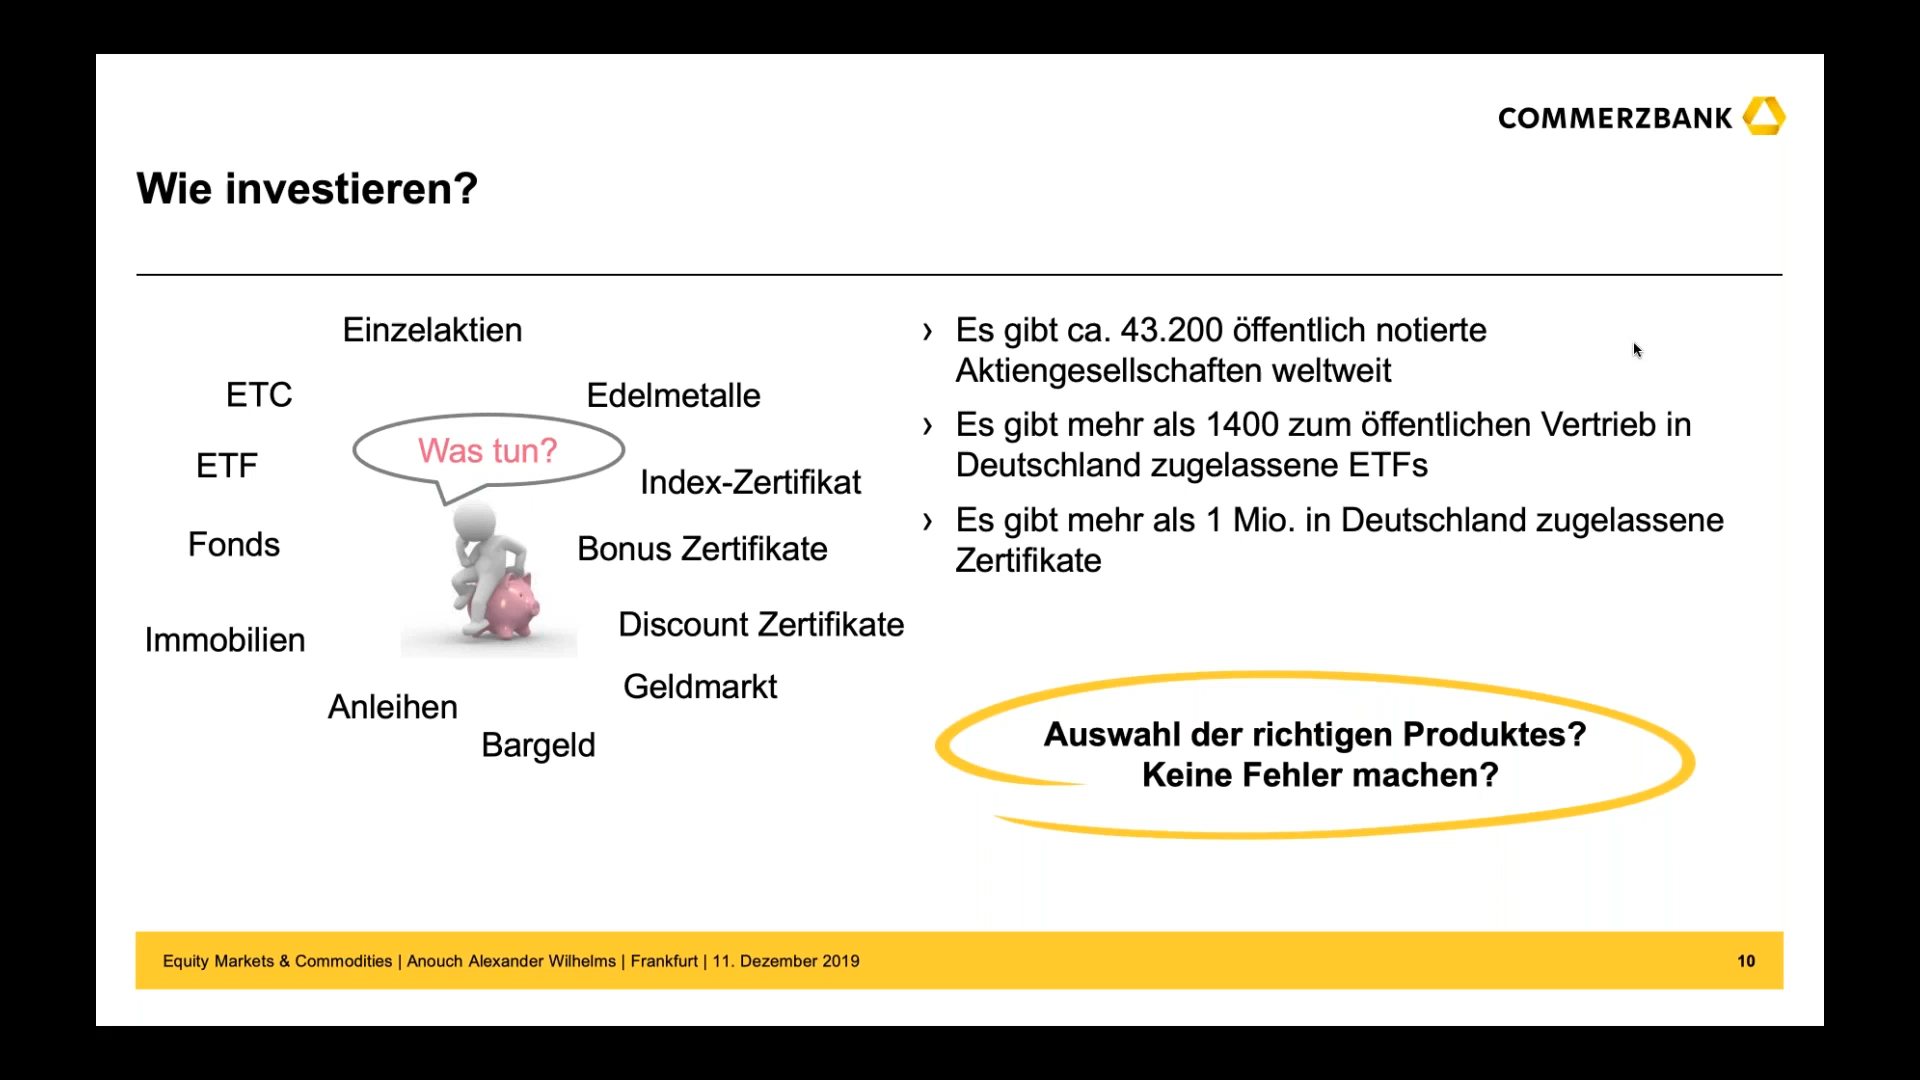 COMMERZBANK
Wie investieren?
Einzelaktien
ETC
Edelmetalle
Was tun?
ETF
Index-Zertifikat
Fonds
Bonus Zertifikate
Discount Zertifikate
Immobilien
Geldmarkt
Anleihen
Bargeld
› Es gibt ca. 43.200 öffentlich notierte
Aktiengesellschaften weltweit
› Es gibt mehr als 1400 zum öffentlichen Vertrieb in
Deutschland zugelassene ETFs
› Es gibt mehr als 1 Mio. in Deutschland zugelassene
Zertifikate
Auswahl der richtigen Produktes?
Keine Fehler machen?
Equity Markets & Commodities | Anouch Alexander Wilhelms | Frankfurt | 11. Dezember 2019
10